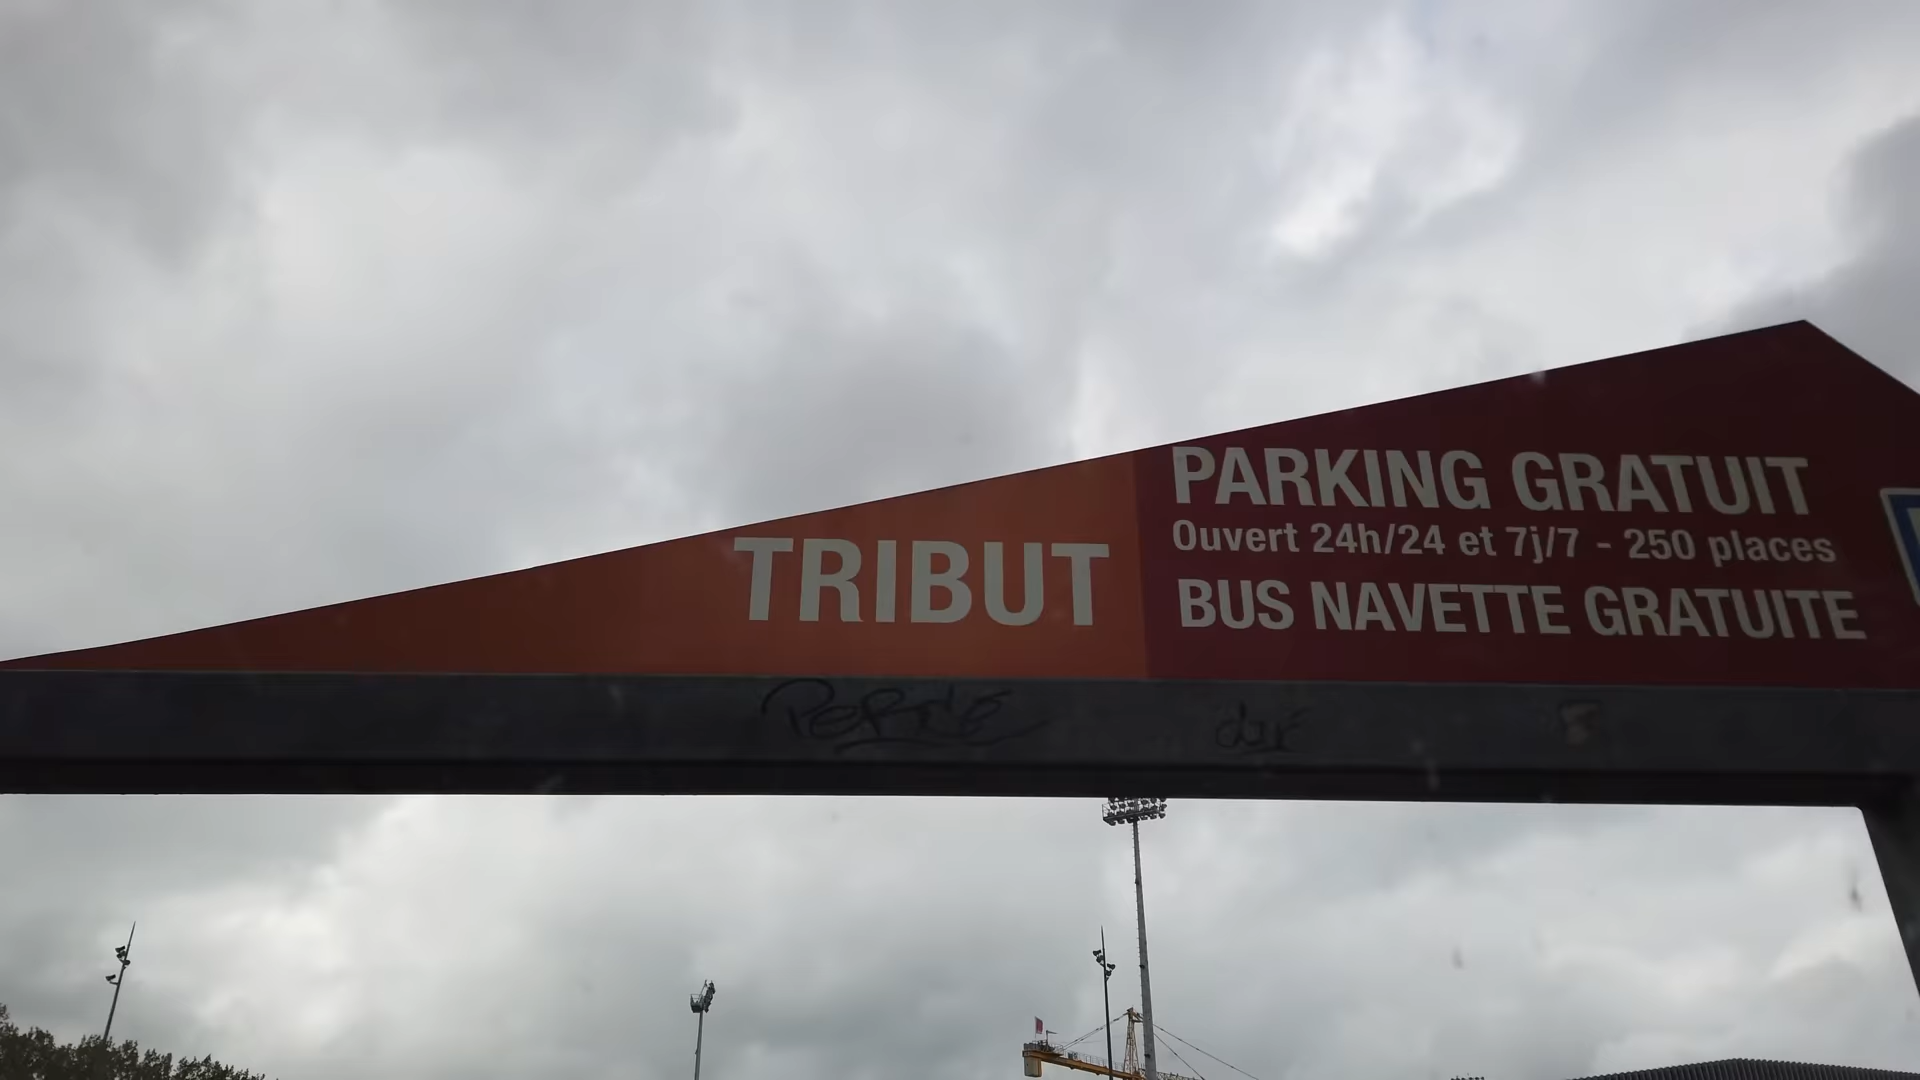 TRIBUT
PARKING GRATUIT
Ouvert 24h/24 et 7j/7 - 250 places
BUS NAVETTE GRATUITE